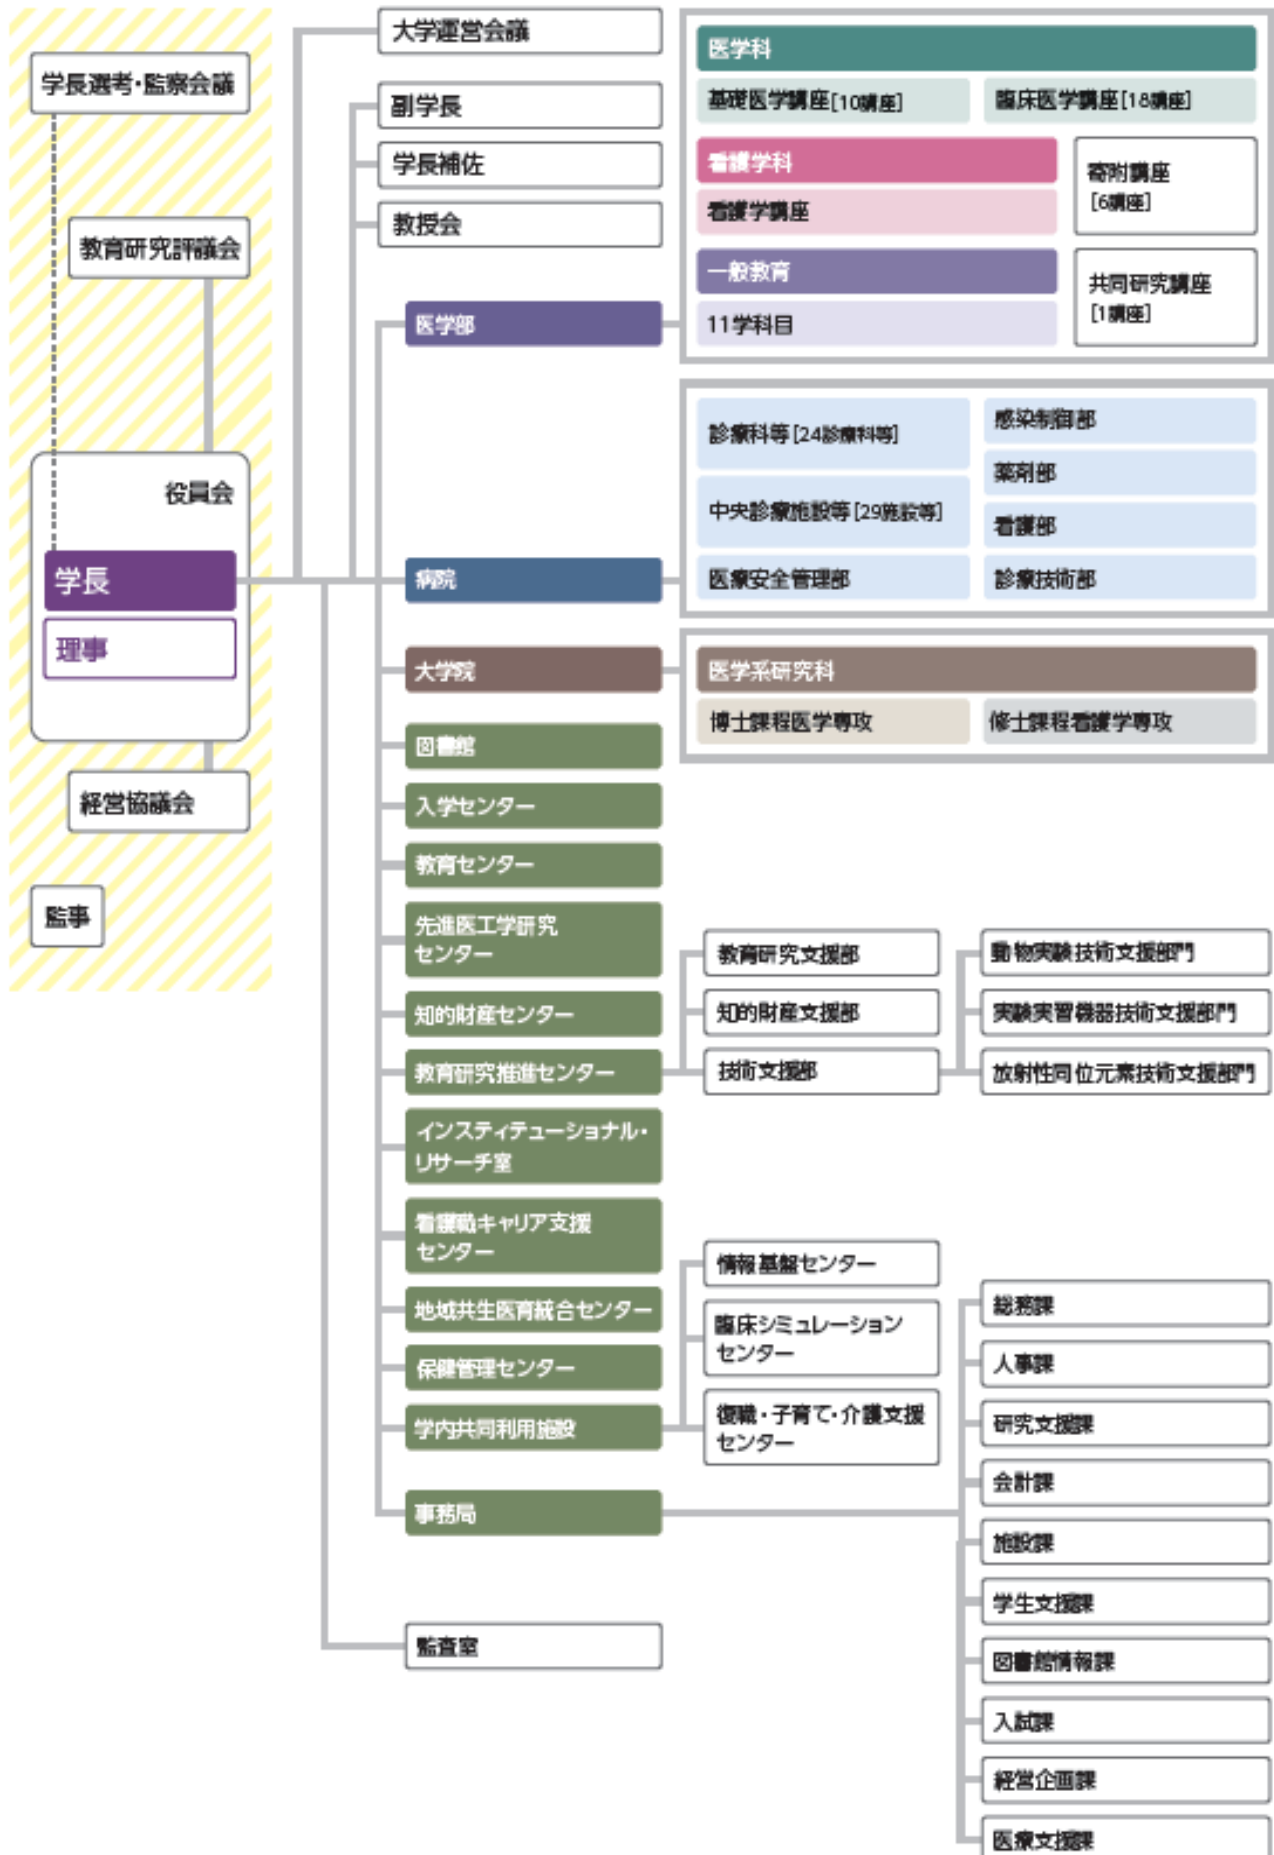 学長選考・監察会議
教育研究評議会
役員会
学長
理事
経営協議会
監事
大学運営会議
副学長
学長補佐
教授会
医学部
医学科
基礎医学講座[10講座]
臨床医学講座[18講座]
看護学科
看護学講座
寄附講座
[6講座]
一般教育
11学科目
共同研究講座
[1講座]
病院
診療科等[24診療科等]
中央診療施設等[29施設等]
医療安全管理部
感染制御部
薬剤部
看護部
診療技術部
大学院
医学系研究科
博士課程医学専攻
修士課程看護学専攻
図書館
入学センター
教育センター
先進医工学研究
センター
知的財産センター
教育研究推進センター
教育研究支援部
知的財産支援部
技術支援部
動物実験技術支援部門
実験実習機器技術支援部門
放射性同位元素技術支援部門
インスティテューショナル・
リサーチ室
看護職キャリア支援
センター
地域共生医育統合センター
保健管理センター
学内共同利用施設
情報基盤センター
臨床シミュレーション
センター
復職・子育て・介護支援
センター
事務局
総務課
人事課
研究支援課
会計課
施設課
学生支援課
図書館情報課
入試課
経営企画課
医療支援課
監査室